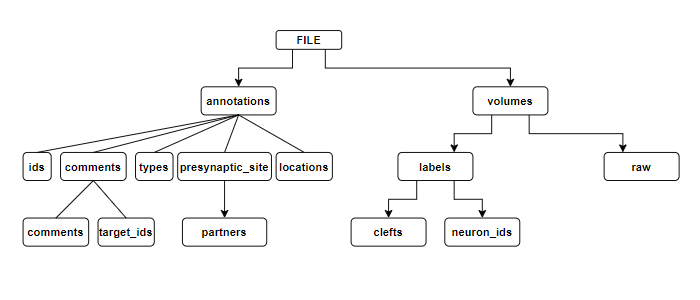 FILE
annotations
volumes
ids
comments
types
presynaptic_site
locations
labels
raw
comments
target_ids
partners
clefts
neuron_ids